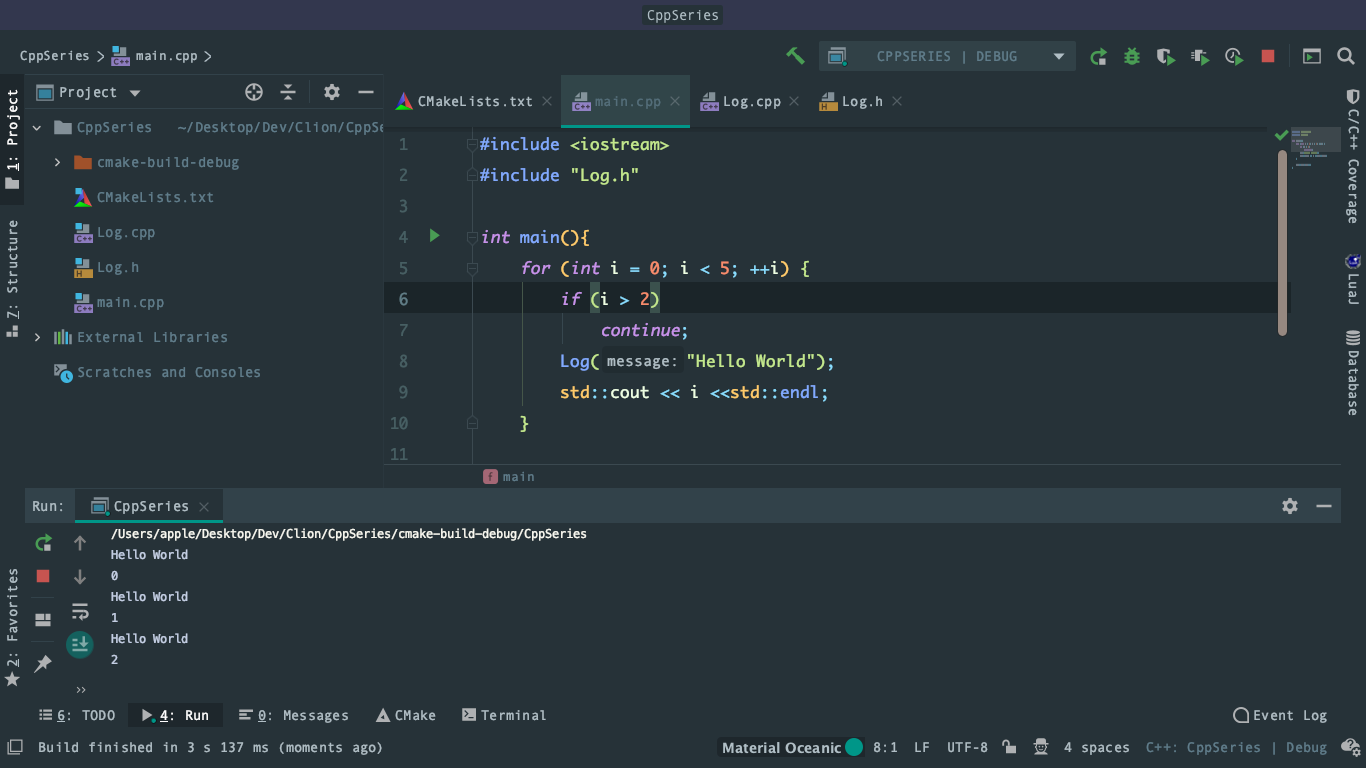 CppSeries
CppSeries > main.cpp >
CPPSERIES | DEBUG
1: Project
Z: Structure
2: Favorites
Project
CppSeries ~/Desktop/Dev/Clion/CppSe
cmake-build-debug
CMakeLists.txt
Log.cpp
Log.h
main.cpp
External Libraries
Scratches and Consoles
CMakeLists.txt
main.cpp
Log.cpp
Log.h
1 #include <iostream>
2 #include "Log.h"
3
4 int main(){
5 for (int i = 0; i < 5; ++i) {
6 if (i > 2)
7 continue;
8 Log( message: "Hello World");
9 std::cout << i <<std::endl;
10 }
11
main
C/C++ Coverage
LuaJ
Database
Run: CppSeries
/Users/apple/Desktop/Dev/Clion/CppSeries/cmake-build-debug/CppSeries
Hello World
0
Hello World
1
Hello World
2
6: TODO 4: Run 0: Messages CMake Terminal Event Log
Build finished in 3 s 137 ms (moments ago) Material Oceanic 8:1 LF UTF-8 4 spaces C++: CppSeries | Debug